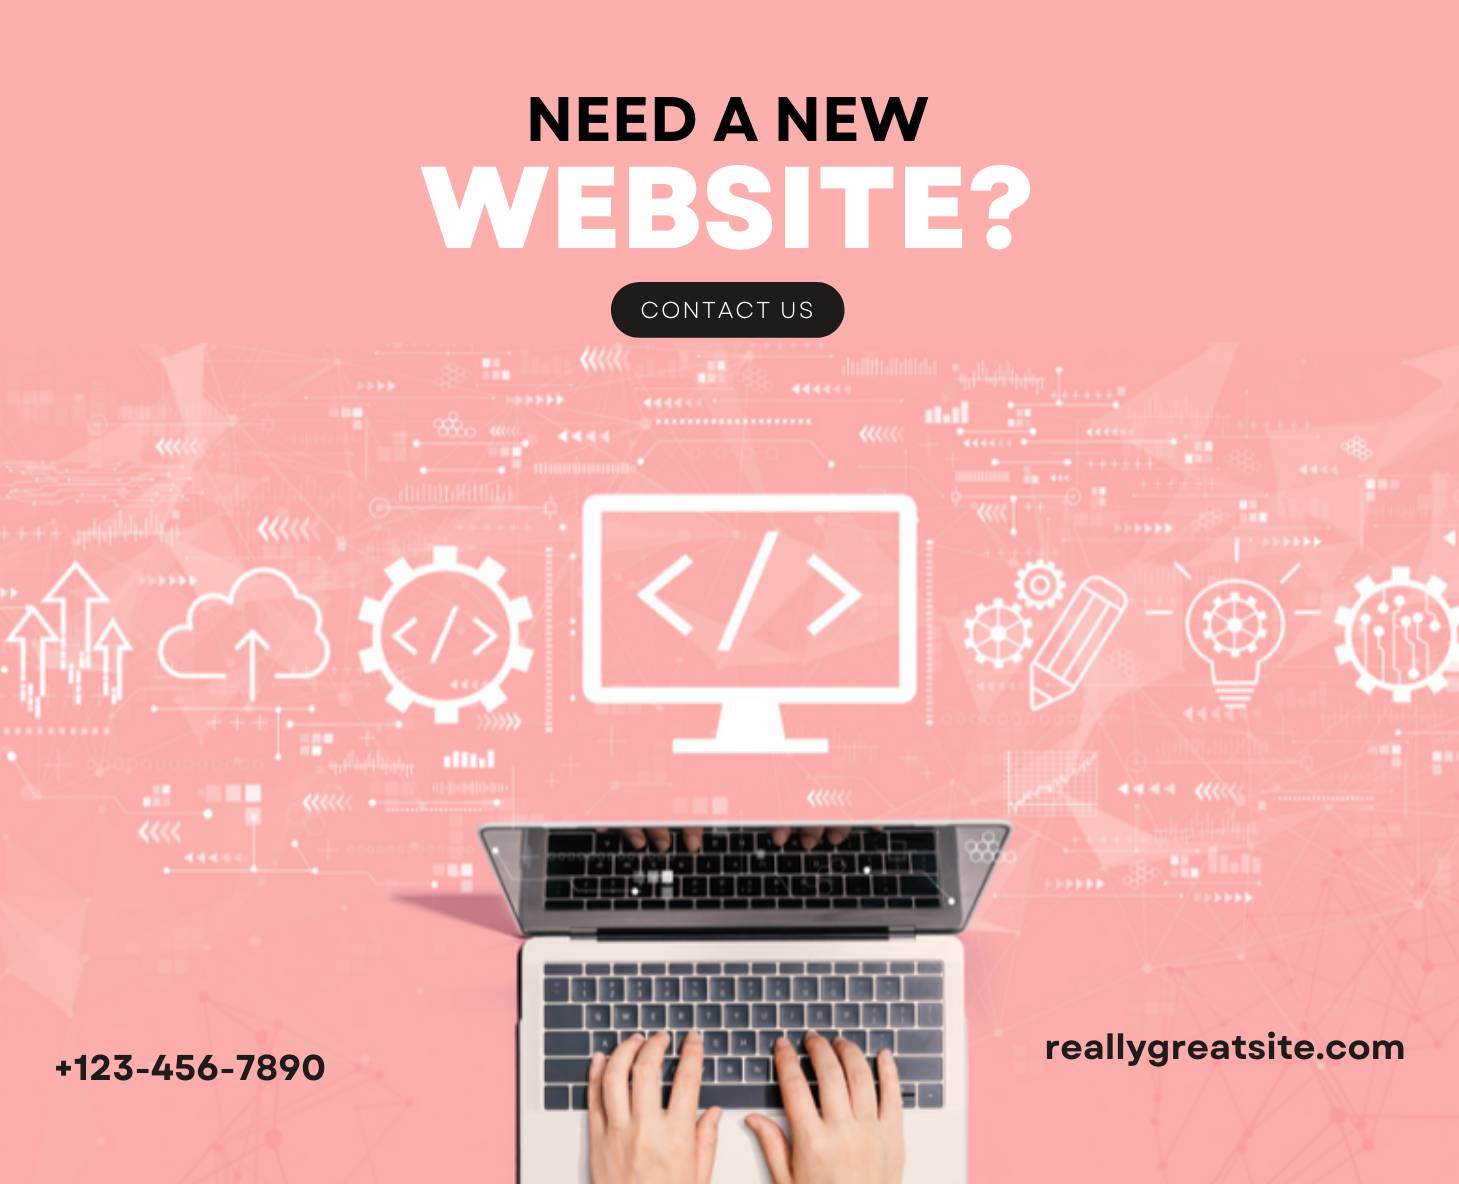 NEED A NEW
WEBSITE?
CONTACT US
</>
</>
+123-456-7890
reallygreatsite.com